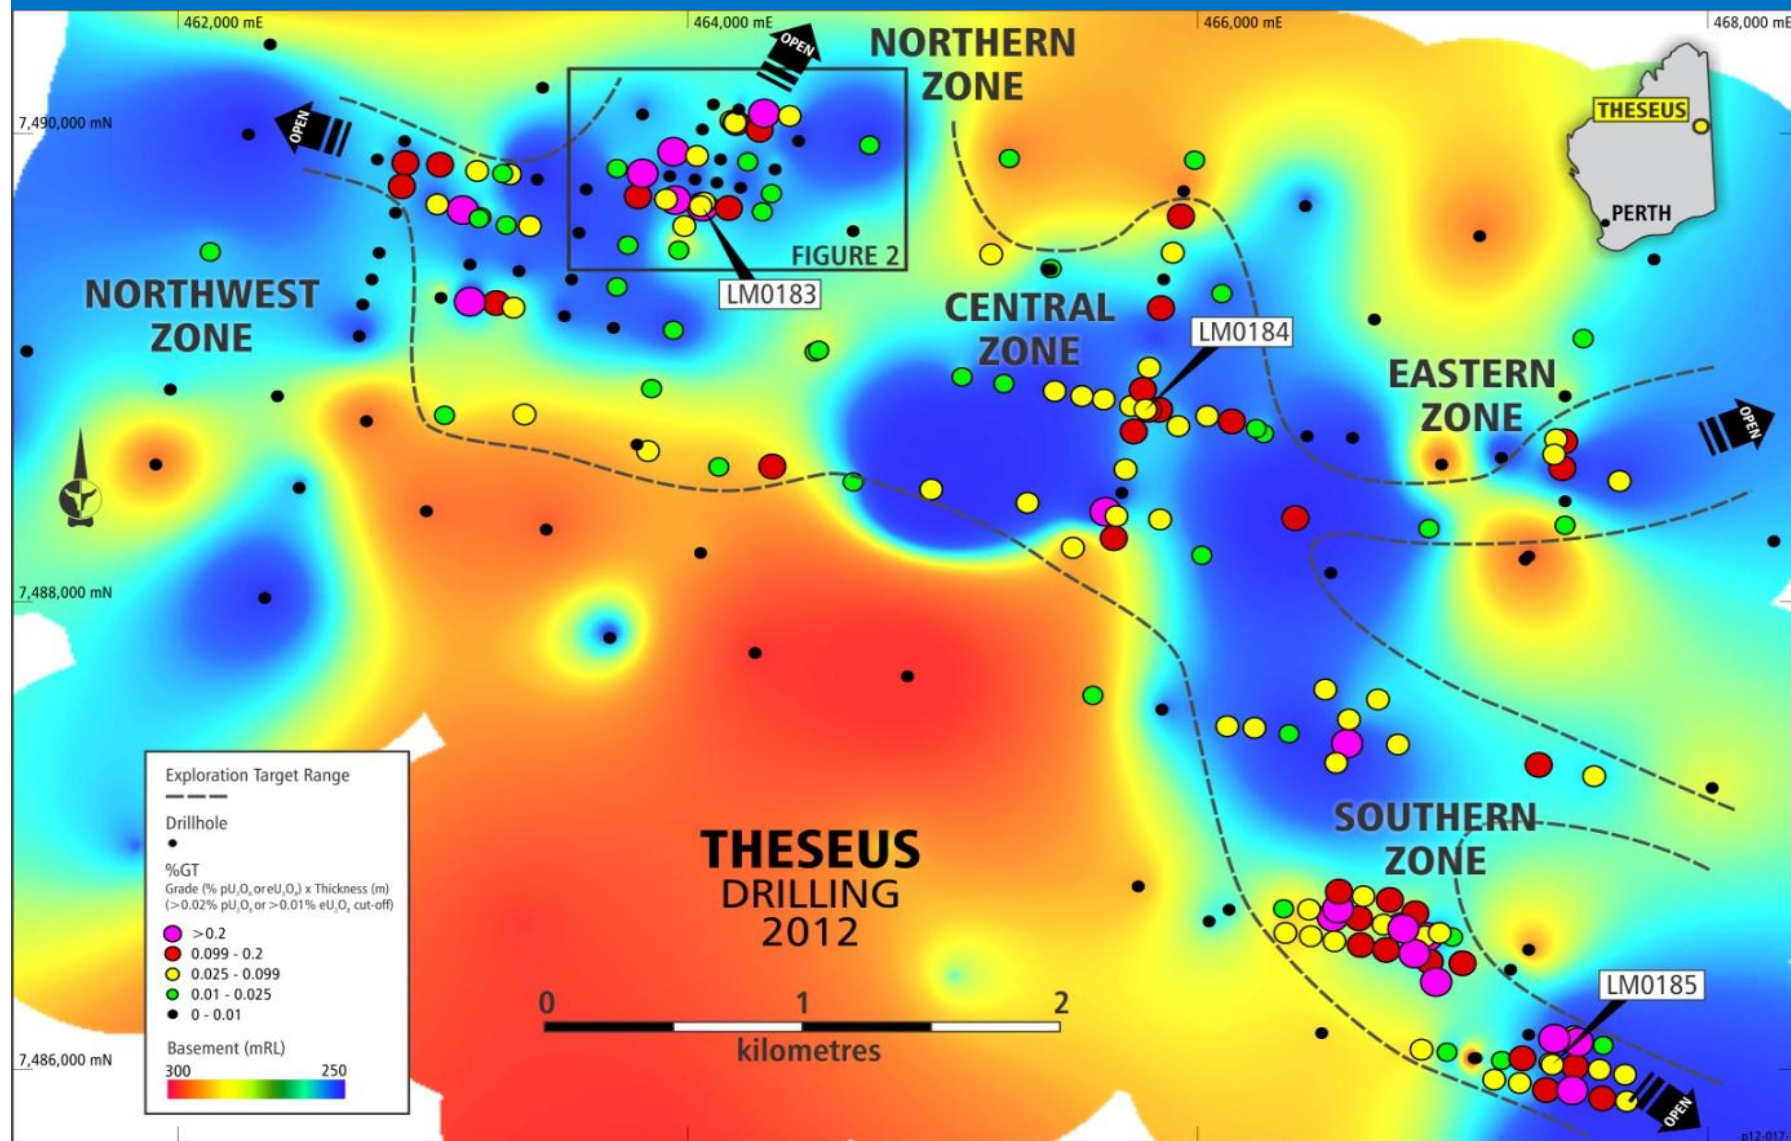 462,000 mE
464,000 mE
466,000 mE
468,000 mE
OPEN
NORTHERN
ZONE
7,490,000 mN
OPEN
THESEUS
PERTH
FIGURE 2
NORTHWEST
ZONE
LM0183
CENTRAL
ZONE
LM0184
EASTERN
ZONE
OPEN
7,488,000 mN
Exploration Target Range
Drillhole
%GT
Grade (% pU₃O₈ or eU₃O₈) x Thickness (m)
(>0.02% pU₃O₈ or >0.01% eU₃O₈ cut-off)
>0.2
0.099 - 0.2
0.025 - 0.099
0.01 - 0.025
0 - 0.01
Basement (mRL)
300 250
THESEUS
DRILLING
2012
SOUTHERN
ZONE
0 1 2
kilometres
LM0185
7,486,000 mN
OPEN